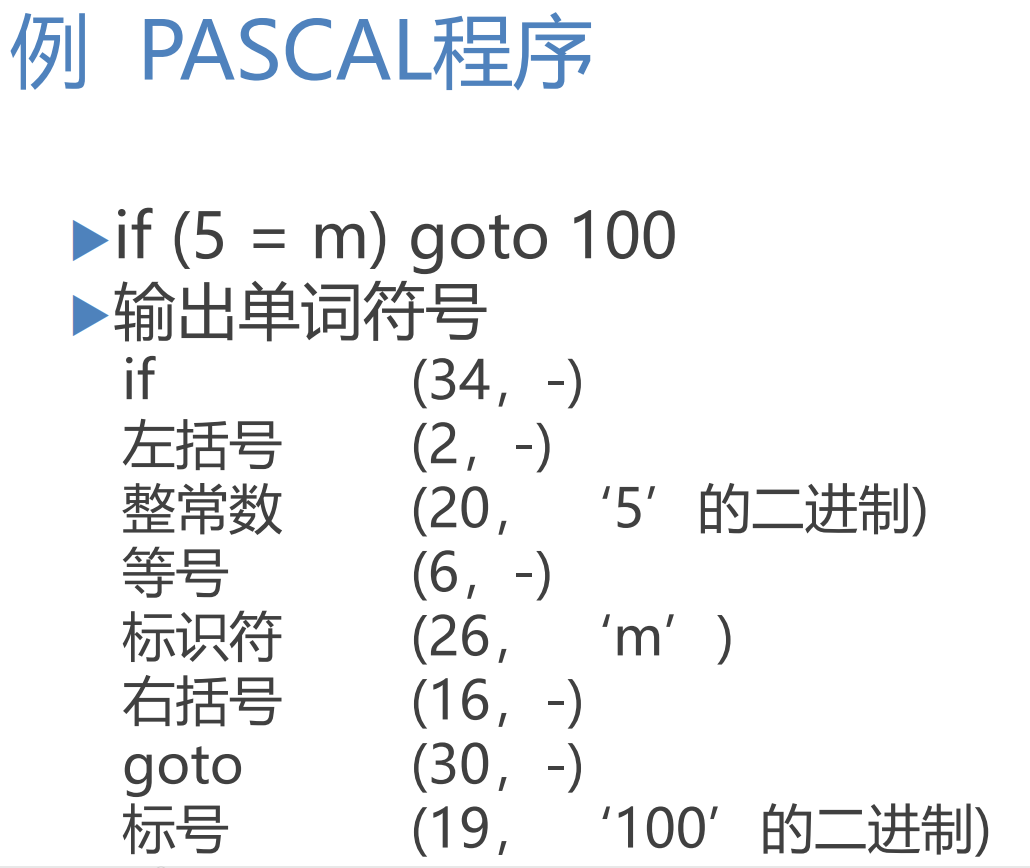 例 PASCAL程序
if (5 = m) goto 100
输出单词符号
if (34, -)
左括号 (2, -)
整常数 (20, ‘5’的二进制)
等号 (6, -)
标识符 (26, ‘m’)
右括号 (16, -)
goto (30, -)
标号 (19, ‘100’的二进制)